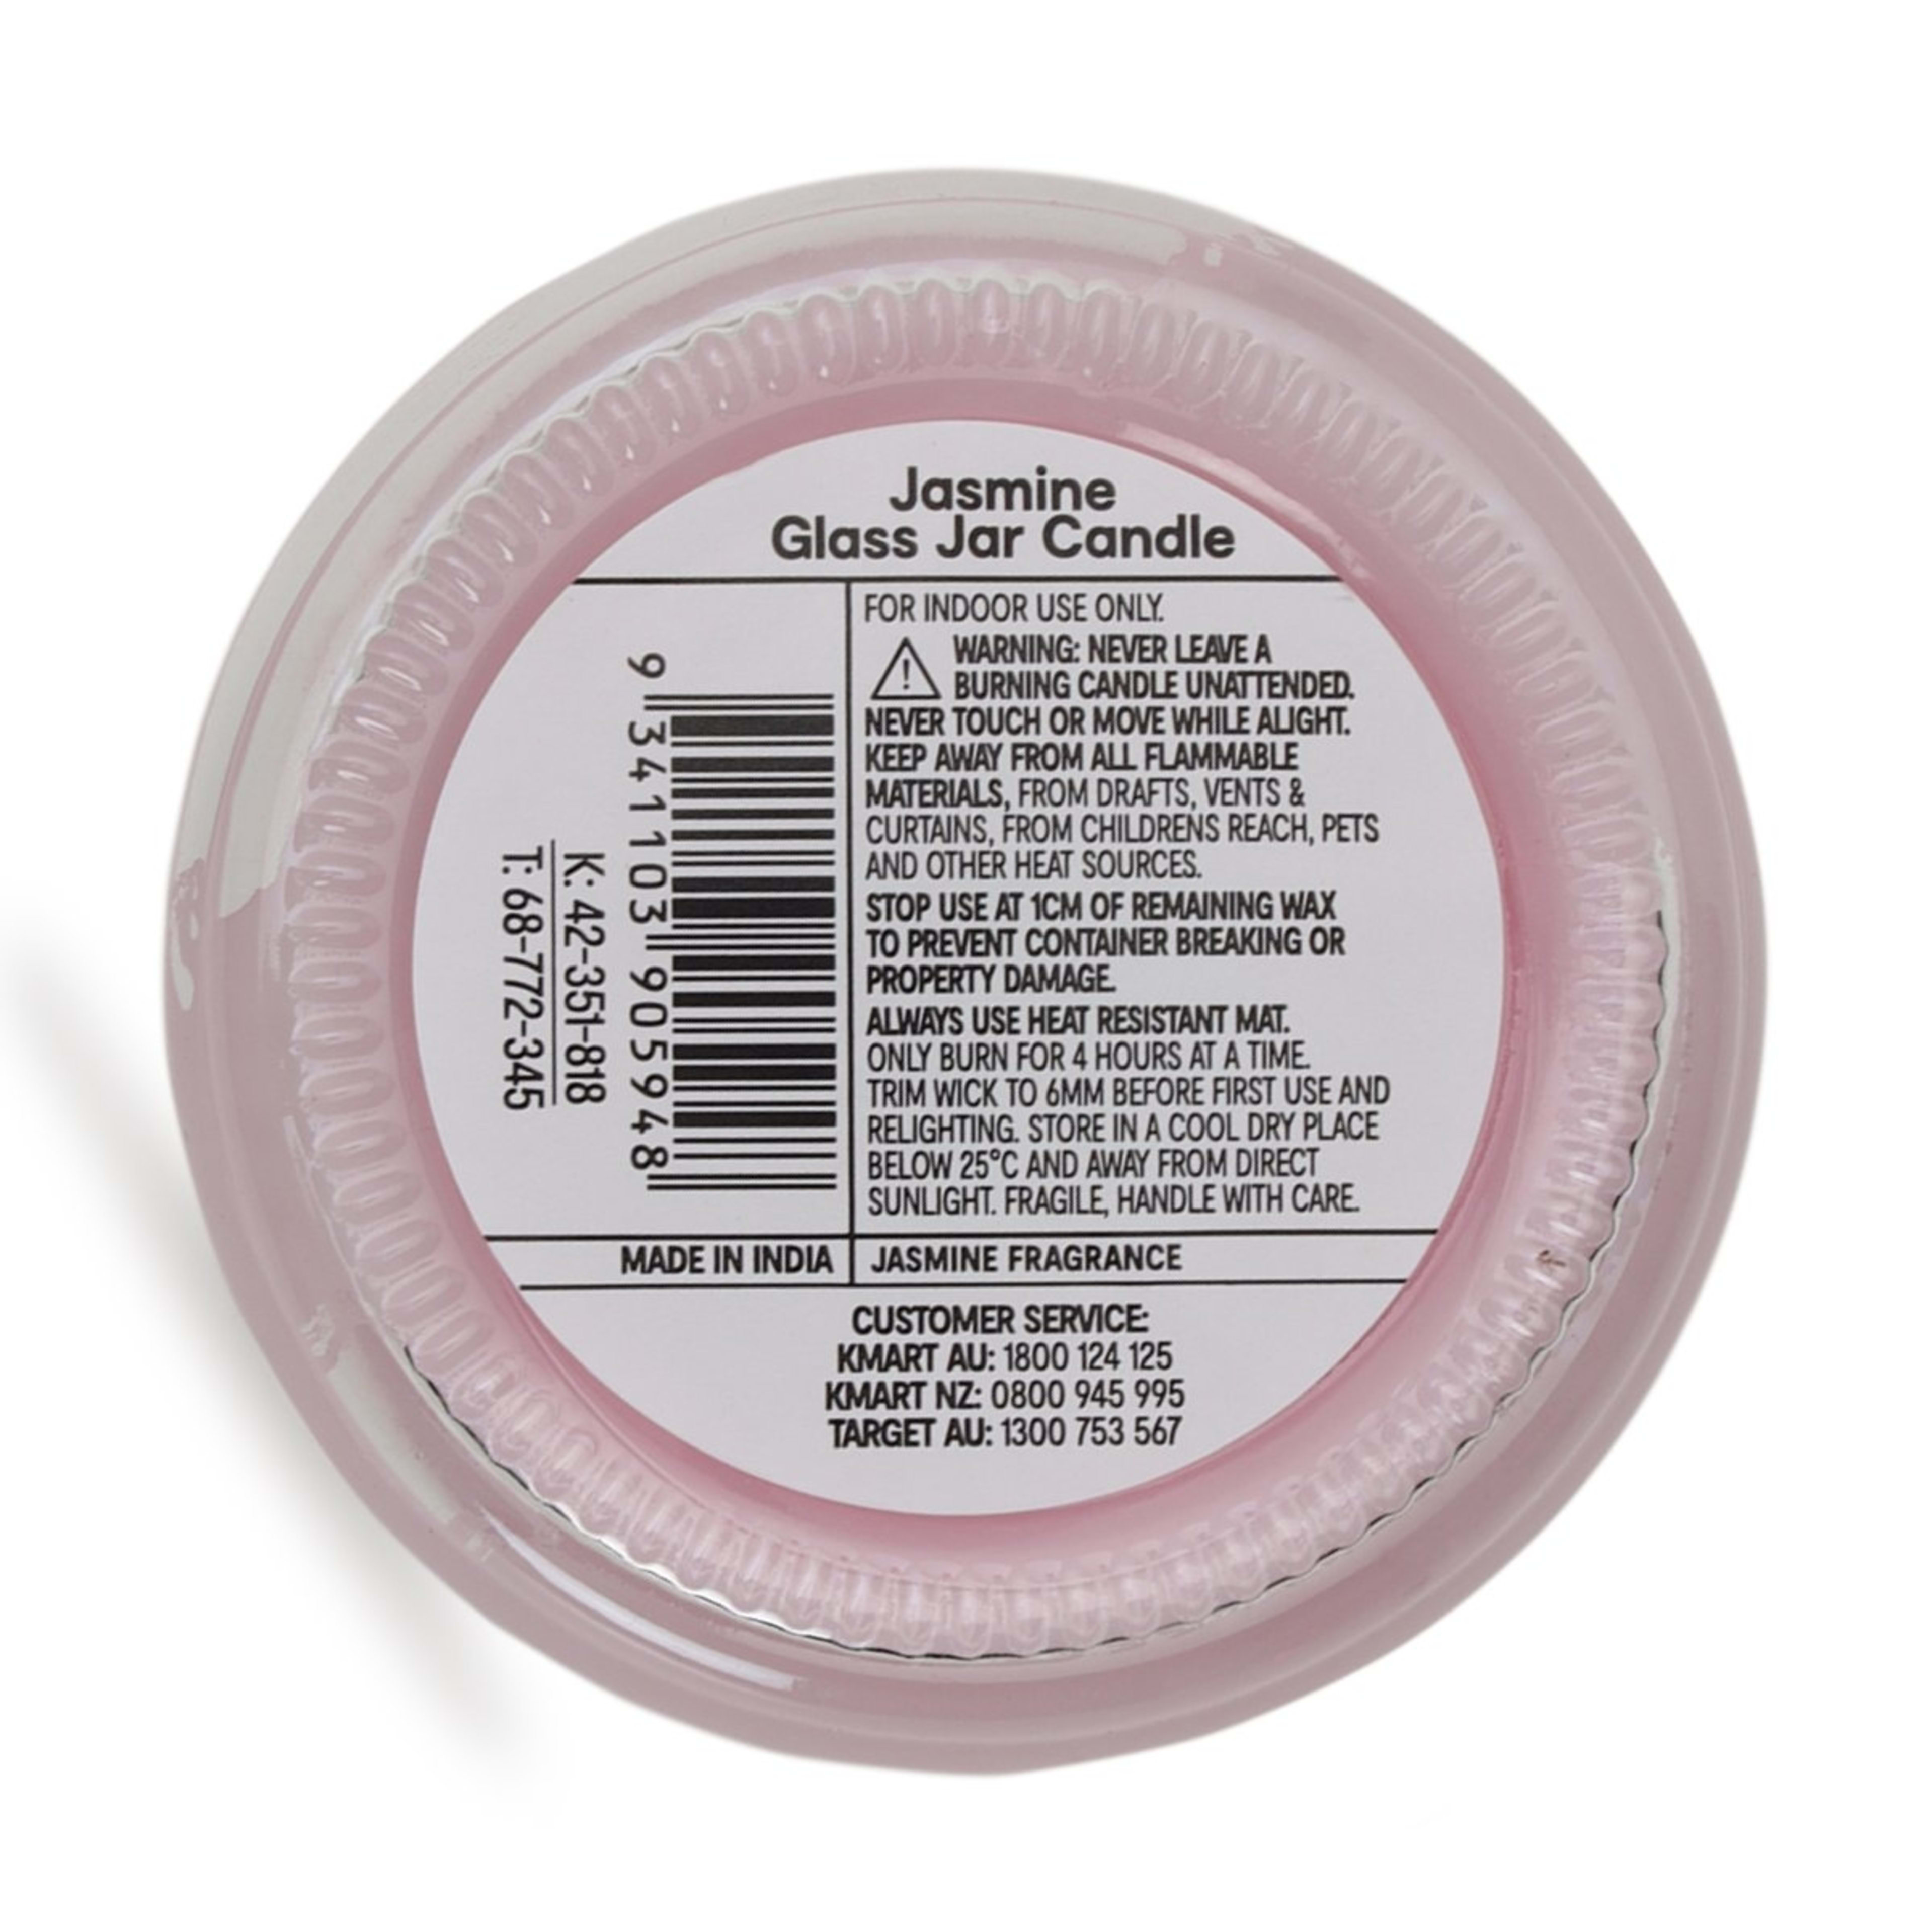 Jasmine
Glass Jar Candle
9 341103 905948
K: 42-351-818
T: 68-772-345
FOR INDOOR USE ONLY.
WARNING: NEVER LEAVE A
BURNING CANDLE UNATTENDED.
NEVER TOUCH OR MOVE WHILE ALIGHT.
KEEP AWAY FROM ALL FLAMMABLE
MATERIALS, FROM DRAFTS, VENTS &
CURTAINS, FROM CHILDRENS REACH, PETS
AND OTHER HEAT SOURCES.
STOP USE AT 1CM OF REMAINING WAX
TO PREVENT CONTAINER BREAKING OR
PROPERTY DAMAGE.
ALWAYS USE HEAT RESISTANT MAT.
ONLY BURN FOR 4 HOURS AT A TIME.
TRIM WICK TO 6MM BEFORE FIRST USE AND
RELIGHTING. STORE IN A COOL DRY PLACE
BELOW 25°C AND AWAY FROM DIRECT
SUNLIGHT. FRAGILE, HANDLE WITH CARE.
MADE IN INDIA
JASMINE FRAGRANCE
CUSTOMER SERVICE:
KMART AU: 1800 124 125
KMART NZ: 0800 945 995
TARGET AU: 1300 753 567